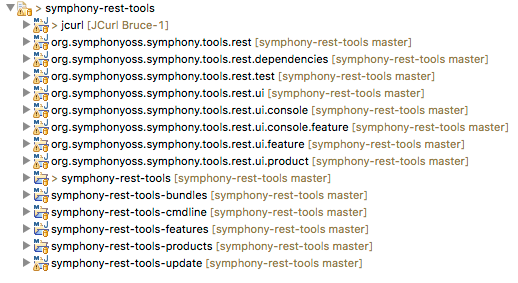 > symphony-rest-tools
> jcurl [JCurl Bruce-1]
org.symphonyoss.symphony.tools.rest [symphony-rest-tools master]
org.symphonyoss.symphony.tools.rest.dependencies [symphony-rest-tools master]
org.symphonyoss.symphony.tools.rest.test [symphony-rest-tools master]
org.symphonyoss.symphony.tools.rest.ui [symphony-rest-tools master]
org.symphonyoss.symphony.tools.rest.ui.console [symphony-rest-tools master]
org.symphonyoss.symphony.tools.rest.ui.console.feature [symphony-rest-tools master]
org.symphonyoss.symphony.tools.rest.ui.feature [symphony-rest-tools master]
org.symphonyoss.symphony.tools.rest.ui.product [symphony-rest-tools master]
> symphony-rest-tools [symphony-rest-tools master]
symphony-rest-tools-bundles [symphony-rest-tools master]
symphony-rest-tools-cmdline [symphony-rest-tools master]
symphony-rest-tools-features [symphony-rest-tools master]
symphony-rest-tools-products [symphony-rest-tools master]
symphony-rest-tools-update [symphony-rest-tools master]